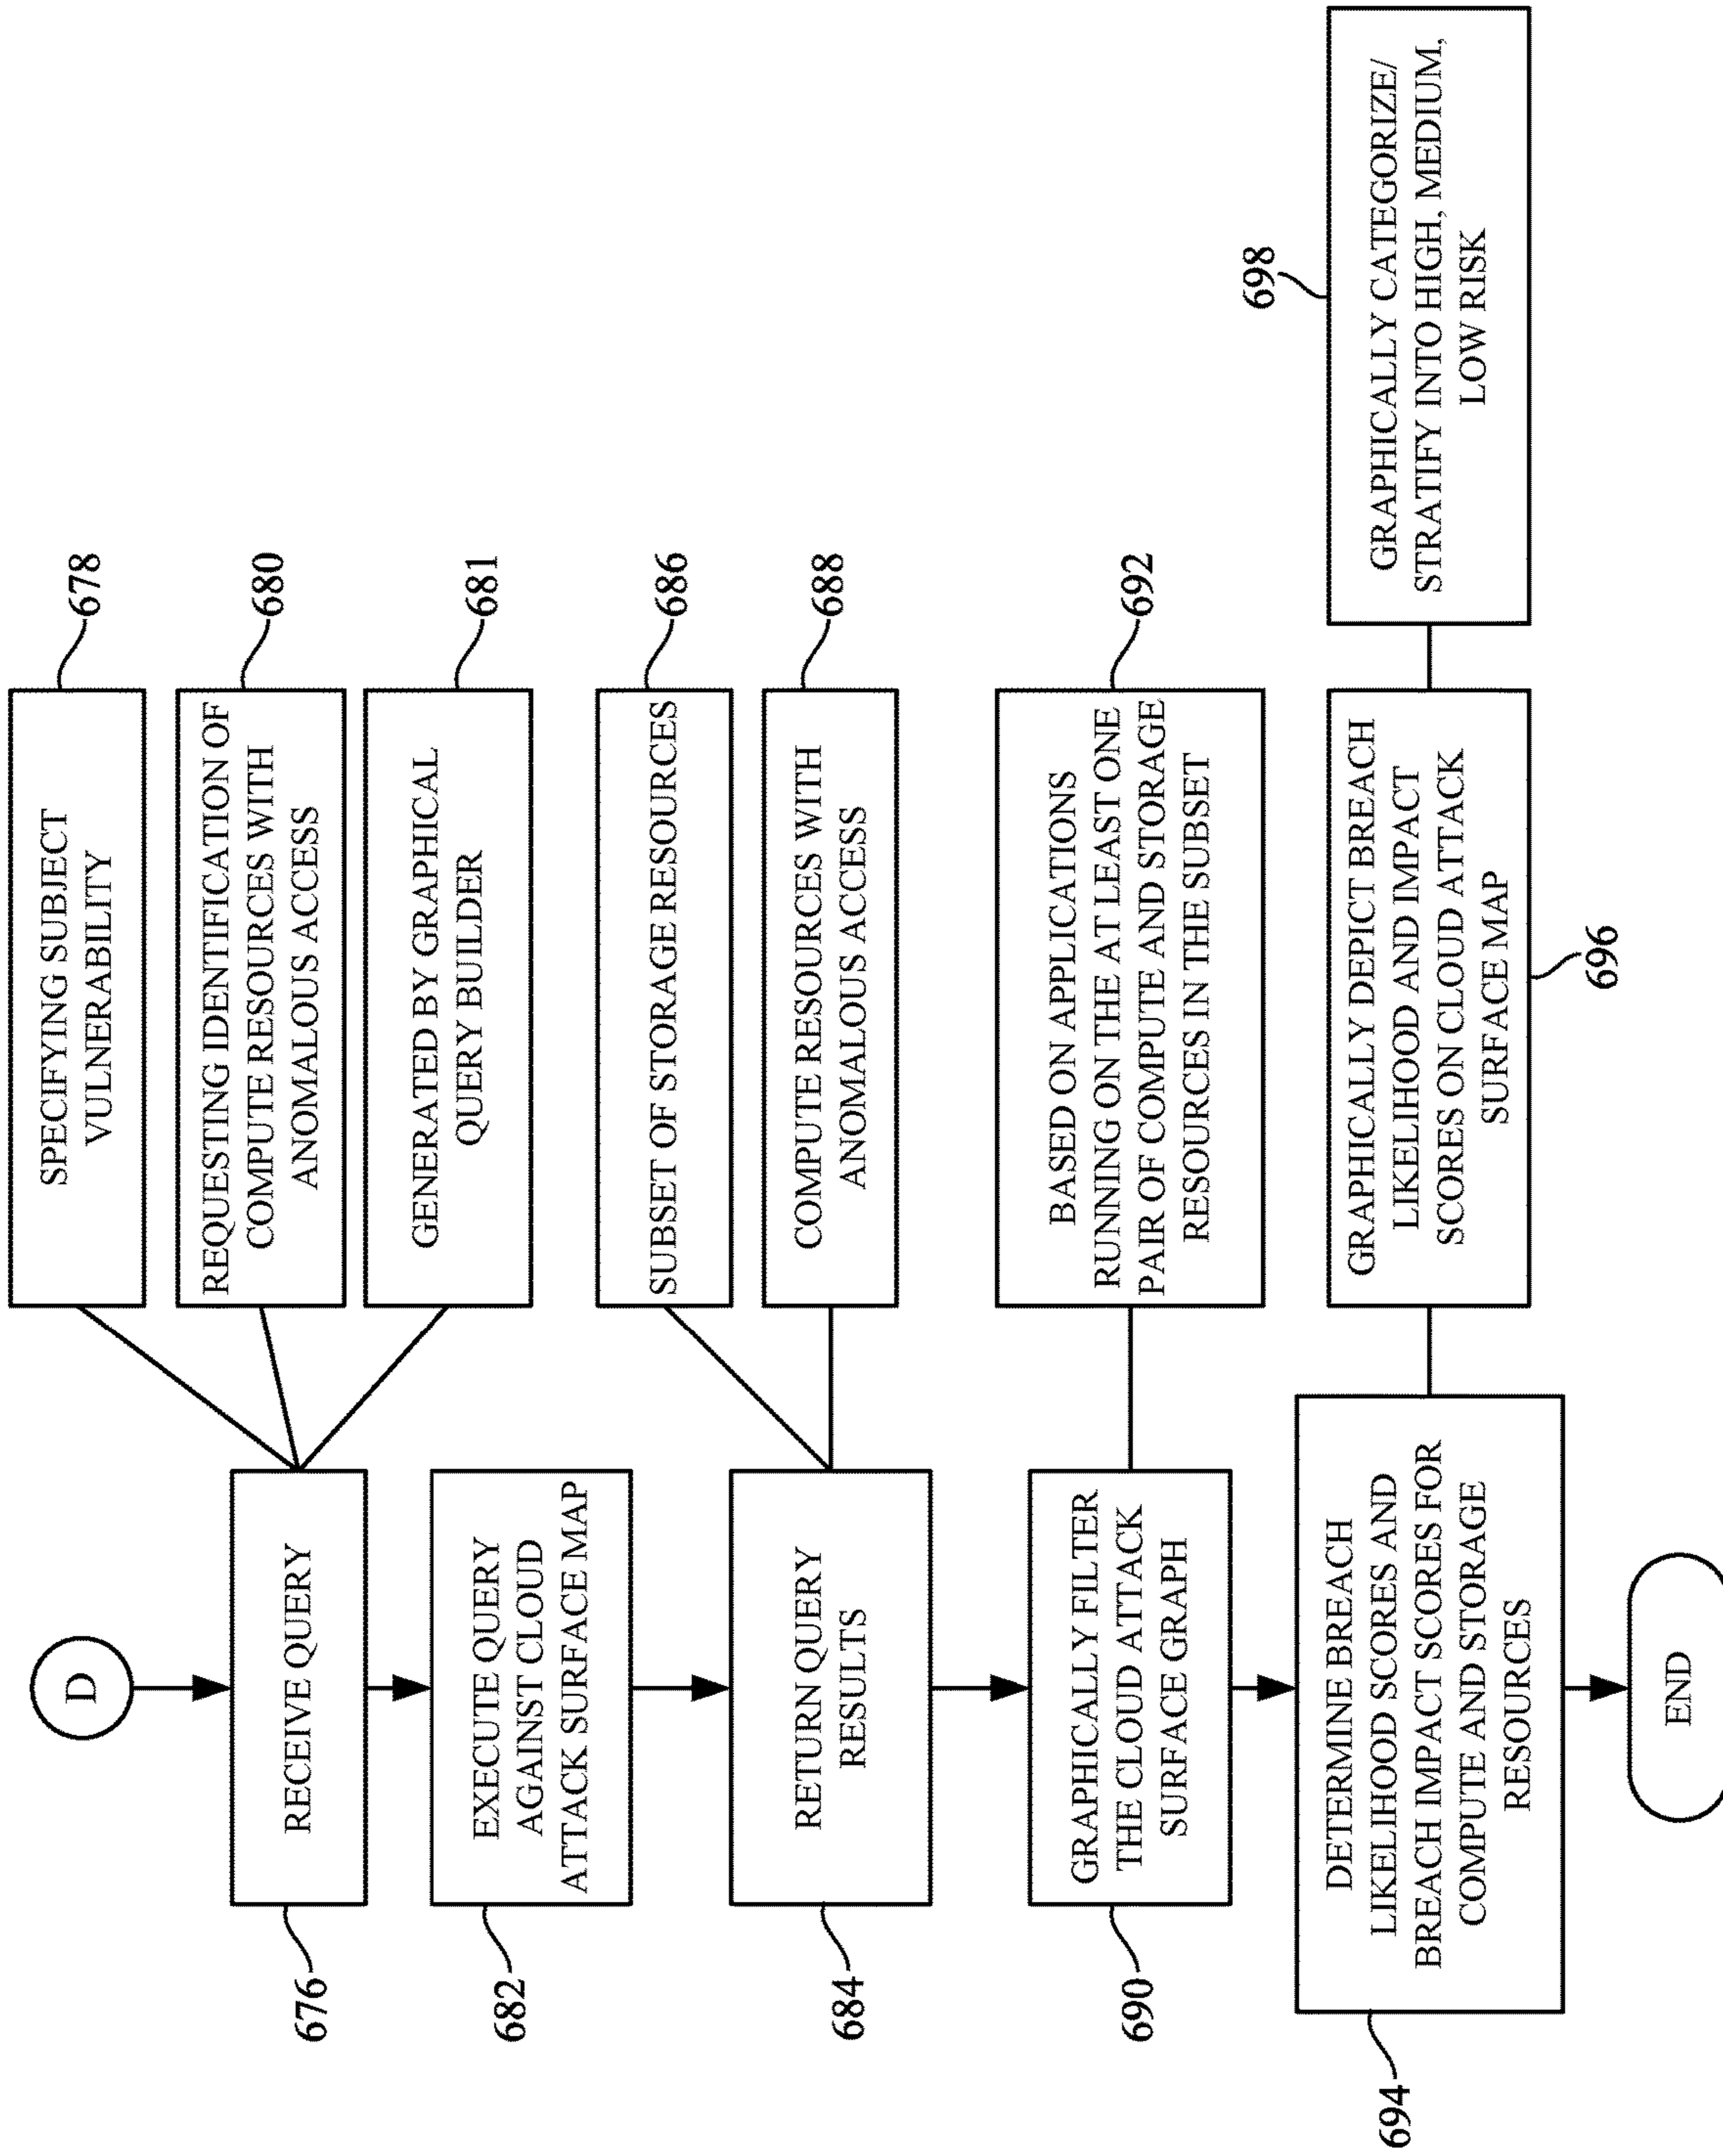 D
676
RECEIVE QUERY
SPECIFYING SUBJECT
VULNERABILITY
678
REQUESTING IDENTIFICATION OF
COMPUTE RESOURCES WITH
ANOMALOUS ACCESS
680
GENERATED BY GRAPHICAL
QUERY BUILDER
681
682
EXECUTE QUERY
AGAINST CLOUD
ATTACK SURFACE MAP
684
RETURN QUERY
RESULTS
SUBSET OF STORAGE RESOURCES
686
COMPUTE RESOURCES WITH
ANOMALOUS ACCESS
688
690
GRAPHICALLY FILTER
THE CLOUD ATTACK
SURFACE GRAPH
BASED ON APPLICATIONS
RUNNING ON THE AT LEAST ONE
PAIR OF COMPUTE AND STORAGE
RESOURCES IN THE SUBSET
692
694
DETERMINE BREACH
LIKELIHOOD SCORES AND
BREACH IMPACT SCORES FOR
COMPUTE AND STORAGE
RESOURCES
GRAPHICALLY DEPICT BREACH
LIKELIHOOD AND IMPACT
SCORES ON CLOUD ATTACK
SURFACE MAP
696
698
GRAPHICALLY CATEGORIZE/
STRATIFY INTO HIGH, MEDIUM,
LOW RISK
END